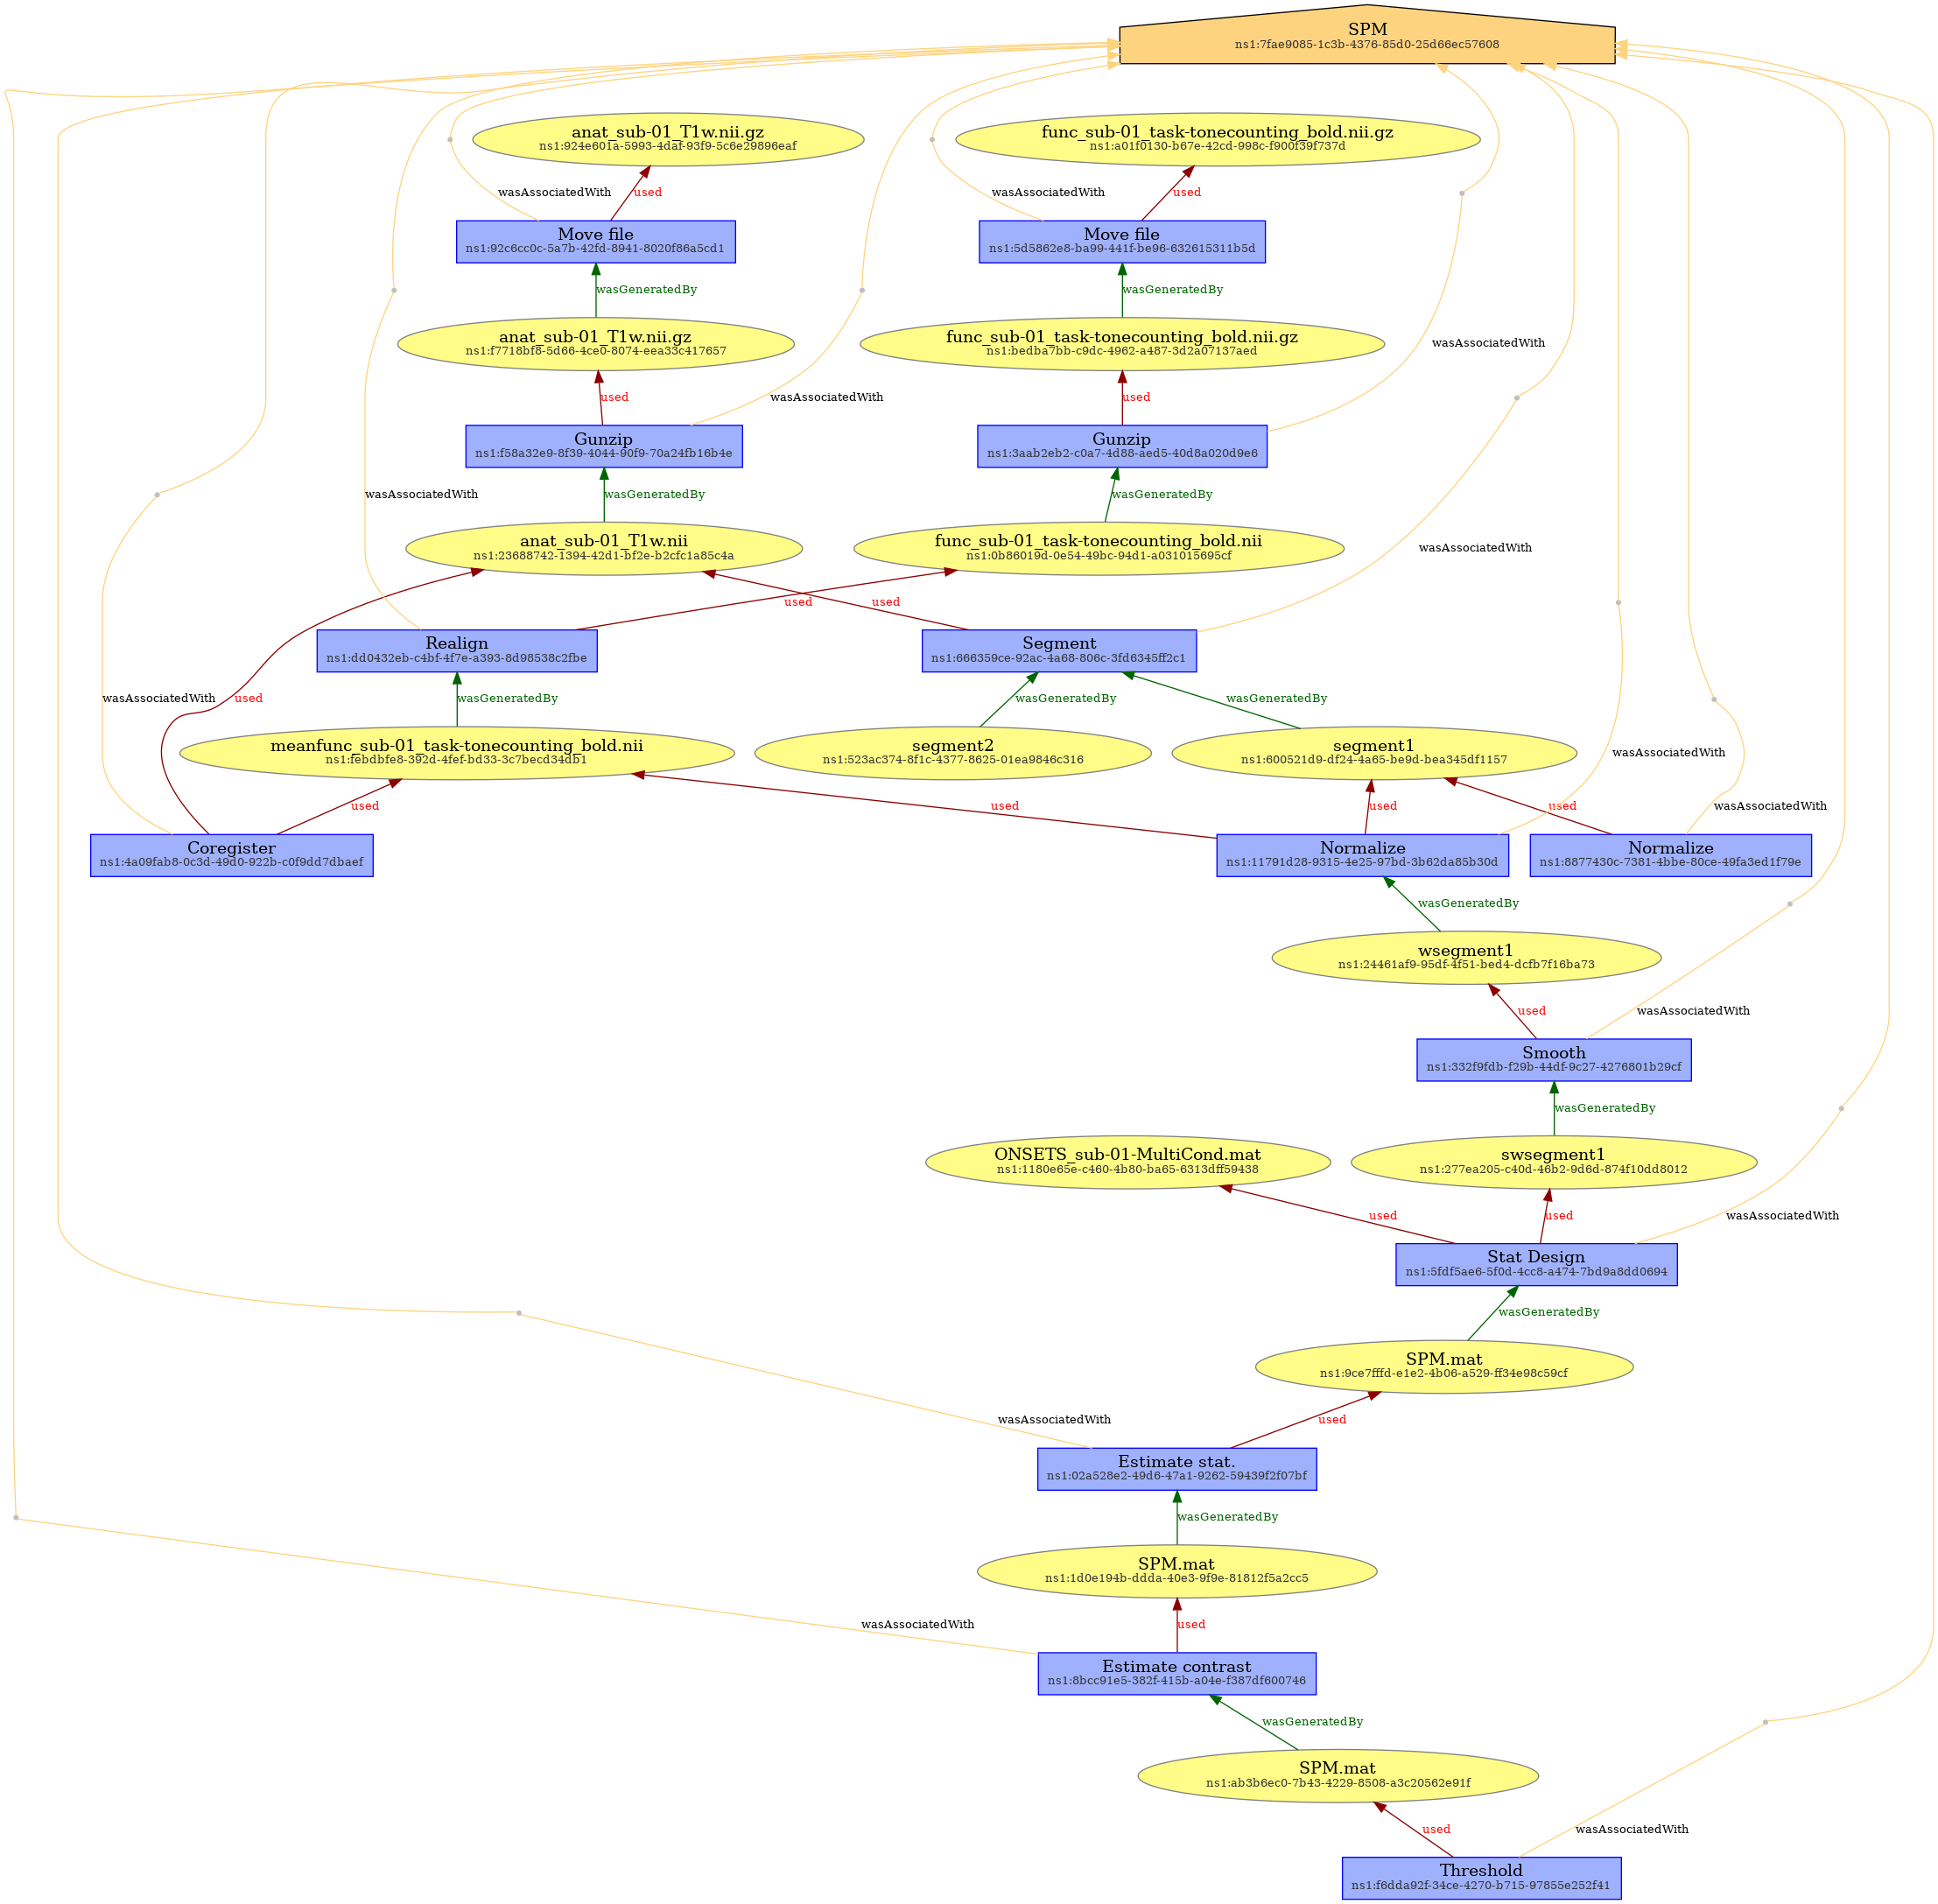 SPM
ns1:7fae9085-1c3b-4376-85d0-25d66ec57608
anat_sub-01_T1w.nii.gz
ns1:924e601a-5993-4daf-93f9-5c6e29896eaf
func_sub-01_task-tonecounting_bold.nii.gz
ns1:a01f0130-b67e-42cd-998c-f900f39f737d
wasAssociatedWith
used
wasAssociatedWith
used
Move file
ns1:92c6cc0c-5a7b-42fd-8941-8020f86a5cd1
Move file
ns1:5d5862e8-ba99-441f-be96-632615311b5d
wasGeneratedBy
wasGeneratedBy
anat_sub-01_T1w.nii.gz
ns1:f7718bf8-5d66-4ce0-8074-eea33c417657
func_sub-01_task-tonecounting_bold.nii.gz
ns1:bedba7bb-c9dc-4962-a487-3d2a07137aed
wasAssociatedWith
used
wasAssociatedWith
used
Gunzip
ns1:f58a32e9-8f39-4044-90f9-70a24fb16b4e
Gunzip
ns1:3aab2eb2-c0a7-4d88-aed5-40d8a020d9e6
wasAssociatedWith
wasGeneratedBy
wasGeneratedBy
anat_sub-01_T1w.nii
ns1:23688742-1394-42d1-bf2e-b2cfc1a85c4a
func_sub-01_task-tonecounting_bold.nii
ns1:0b86019d-0e54-49bc-94d1-a031015695cf
wasAssociatedWith
used
used
Realign
ns1:dd0432eb-c4bf-4f7e-a393-8d98538c2fbe
Segment
ns1:666359ce-92ac-4a68-806c-3fd6345ff2c1
wasAssociatedWith
used
wasGeneratedBy
wasGeneratedBy
wasGeneratedBy
meanfunc_sub-01_task-tonecounting_bold.nii
ns1:febdbfe8-392d-4fef-bd33-3c7becd34db1
segment2
ns1:523ac374-8f1c-4377-8625-01ea9846c316
segment1
ns1:600521d9-df24-4a65-be9d-bea345df1157
wasAssociatedWith
used
used
used
used
wasAssociatedWith
Coregister
ns1:4a09fab8-0c3d-49d0-922b-c0f9dd7dbaef
Normalize
ns1:11791d28-9315-4e25-97bd-3b62da85b30d
Normalize
ns1:8877430c-7381-4bbe-80ce-49fa3ed1f79e
wasGeneratedBy
wsegment1
ns1:24461af9-95df-4f51-bed4-dcfb7f16ba73
used
wasAssociatedWith
Smooth
ns1:332f9fdb-f29b-44df-9c27-4276801b29cf
wasGeneratedBy
ONSETS_sub-01-MultiCond.mat
ns1:1180e65e-c460-4b80-ba65-6313dff59438
swsegment1
ns1:277ea205-c40d-46b2-9d6d-874f10dd8012
used
used
wasAssociatedWith
Stat Design
ns1:5fdf5ae6-5f0d-4cc8-a474-7bd9a8dd0694
wasGeneratedBy
SPM.mat
ns1:9ce7fffd-e1e2-4b06-a529-ff34e98c59cf
wasAssociatedWith
used
Estimate stat.
ns1:02a528e2-49d6-47a1-9262-59439f2f07bf
wasGeneratedBy
SPM.mat
ns1:1d0e194b-ddda-40e3-9f9e-81812f5a2cc5
wasAssociatedWith
used
Estimate contrast
ns1:8bcc91e5-382f-415b-a04e-f387df600746
wasGeneratedBy
SPM.mat
ns1:ab3b6ec0-7b43-4229-8508-a3c20562e91f
used
wasAssociatedWith
Threshold
ns1:f6dda92f-34ce-4270-b715-97855e252f41